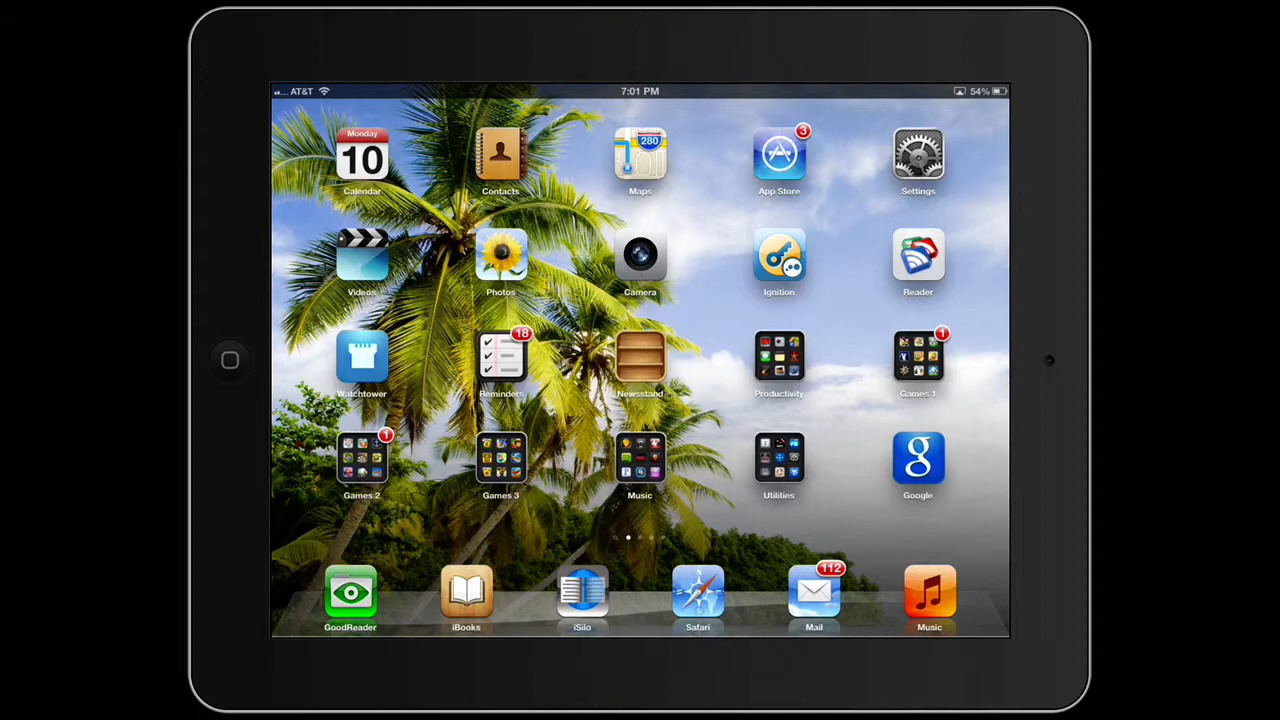 AT&T 7:01 PM 54%
Monday
10
280
3
Calendar Contacts Maps App Store Settings
Videos Photos Camera Ignition Reader
18
1
Watchtower Reminders Newsstand Productivity Games 1
1
g
Games 2 Games 3 Music Utilities Google
112
GoodReader iBooks iSilo Safari Mail Music